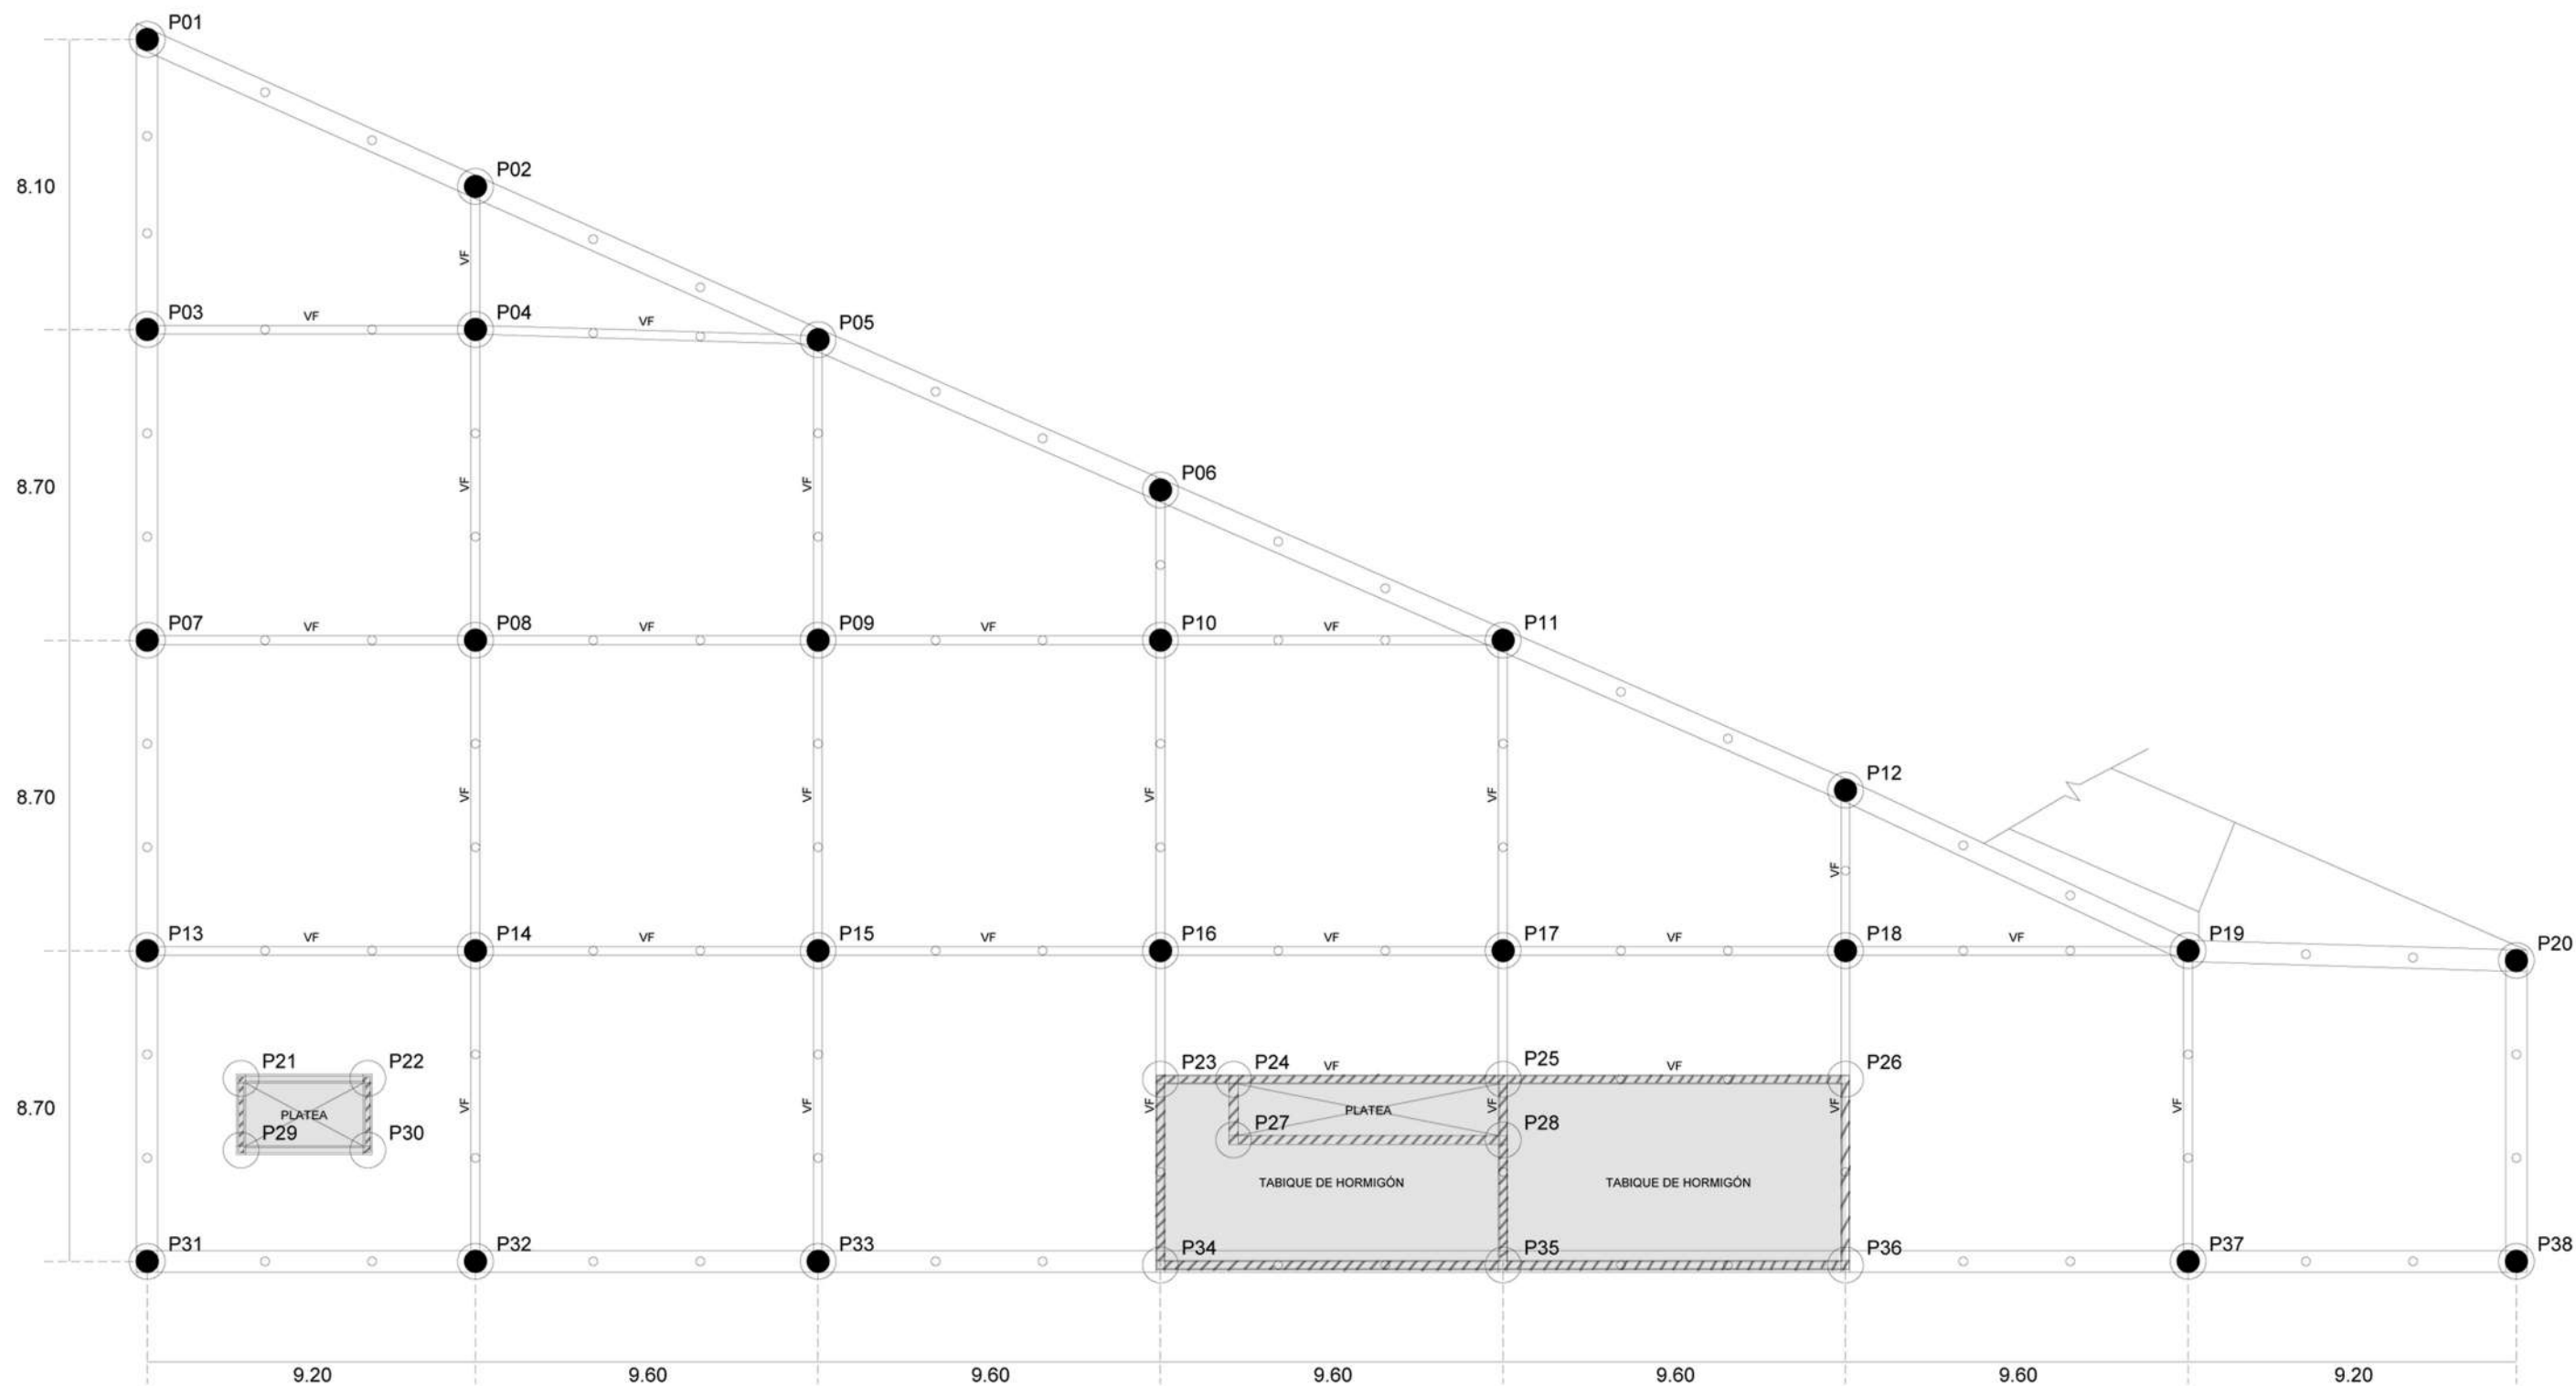 P01
P02
8.10
VF
P03
VF
P04
VF
P05
P06
8.70
VF
VF
P07
VF
P08
VF
P09
VF
P10
VF
P11
P12
8.70
VF
VF
VF
VF
VF
P13
VF
P14
VF
P15
VF
P16
VF
P17
VF
P18
VF
P19
P20
P21
P22
P23
P24
VF
P25
VF
P26
8.70
PLATEA
VF
VF
VF
PLATEA
VF
VF
VF
P29
P30
P27
P28
TABIQUE DE HORMIGÓN
TABIQUE DE HORMIGÓN
P31
P32
P33
P34
P35
P36
P37
P38
9.20
9.60
9.60
9.60
9.60
9.60
9.20